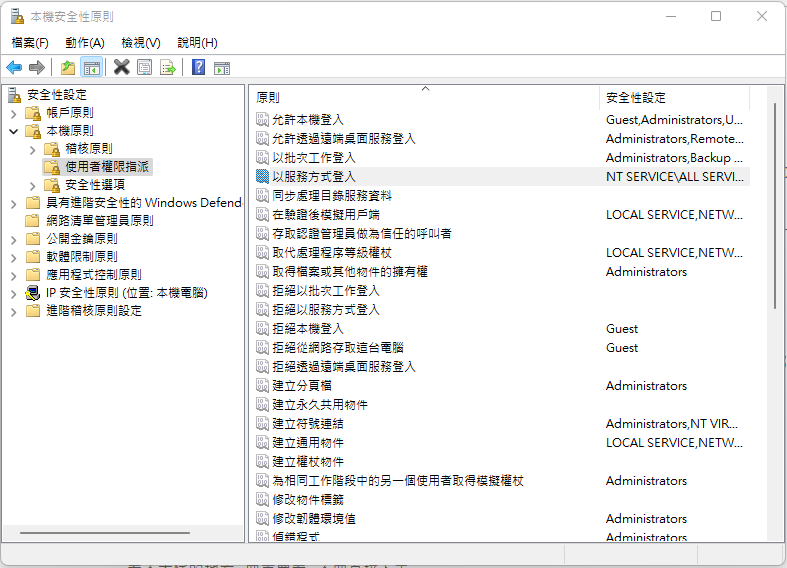 本機安全性原則
檔案(F) 動作(A) 檢視(V) 說明(H)
安全性設定
帳戶原則
本機原則
稽核原則
使用者權限指派
安全性選項
具有進階安全性的 Windows Defend
網路清單管理員原則
公開金鑰原則
軟體限制原則
應用程式控制原則
IP 安全性原則 (位置: 本機電腦)
進階稽核原則設定
原則 安全性設定
允許本機登入 Guest,Administrators,U...
允許透過遠端桌面服務登入 Administrators,Remote...
以批次工作登入 Administrators,Backup ...
以服務方式登入 NT SERVICE\ALL SERVI...
同步處理目錄服務資料
在驗證後模擬用戶端 LOCAL SERVICE,NETW...
存取認證管理員做為信任的呼叫者
取代處理程序等級權杖 LOCAL SERVICE,NETW...
取得檔案或其他物件的擁有權 Administrators
拒絕以批次工作登入
拒絕以服務方式登入
拒絕本機登入 Guest
拒絕從網路存取這台電腦 Guest
拒絕透過遠端桌面服務登入
建立分頁檔 Administrators
建立永久共用物件
建立符號連結 Administrators,NT VIR...
建立通用物件 LOCAL SERVICE,NETW...
建立權杖物件
為相同工作階段中的另一個使用者取得模擬權杖 Administrators
修改物件標籤
修改韌體環境值 Administrators
偵錯程式 Administrators